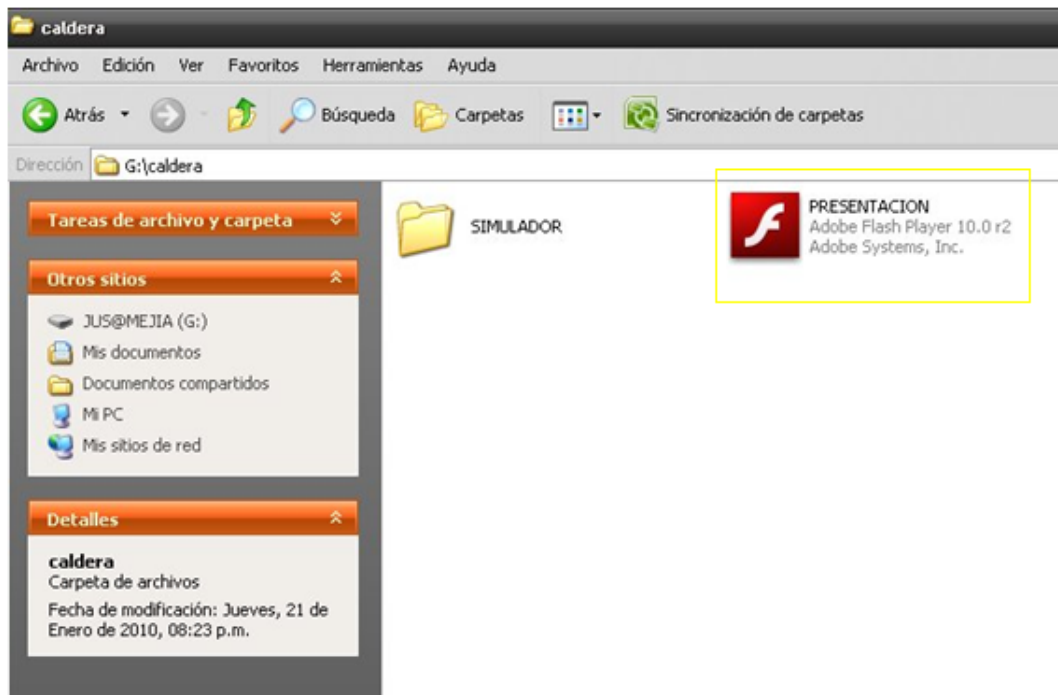 caldera
Archivo Edición Ver Favoritos Herramientas Ayuda
Atrás Búsqueda Carpetas Sincronización de carpetas
Dirección G:\caldera
Tareas de archivo y carpeta
Otros sitios
JUS@MEJIA (G:)
Mis documentos
Documentos compartidos
Mi PC
Mis sitios de red
Detalles
caldera
Carpeta de archivos
Fecha de modificación: Jueves, 21 de
Enero de 2010, 08:23 p.m.
SIMULADOR
PRESENTACION
Adobe Flash Player 10.0 r2
Adobe Systems, Inc.